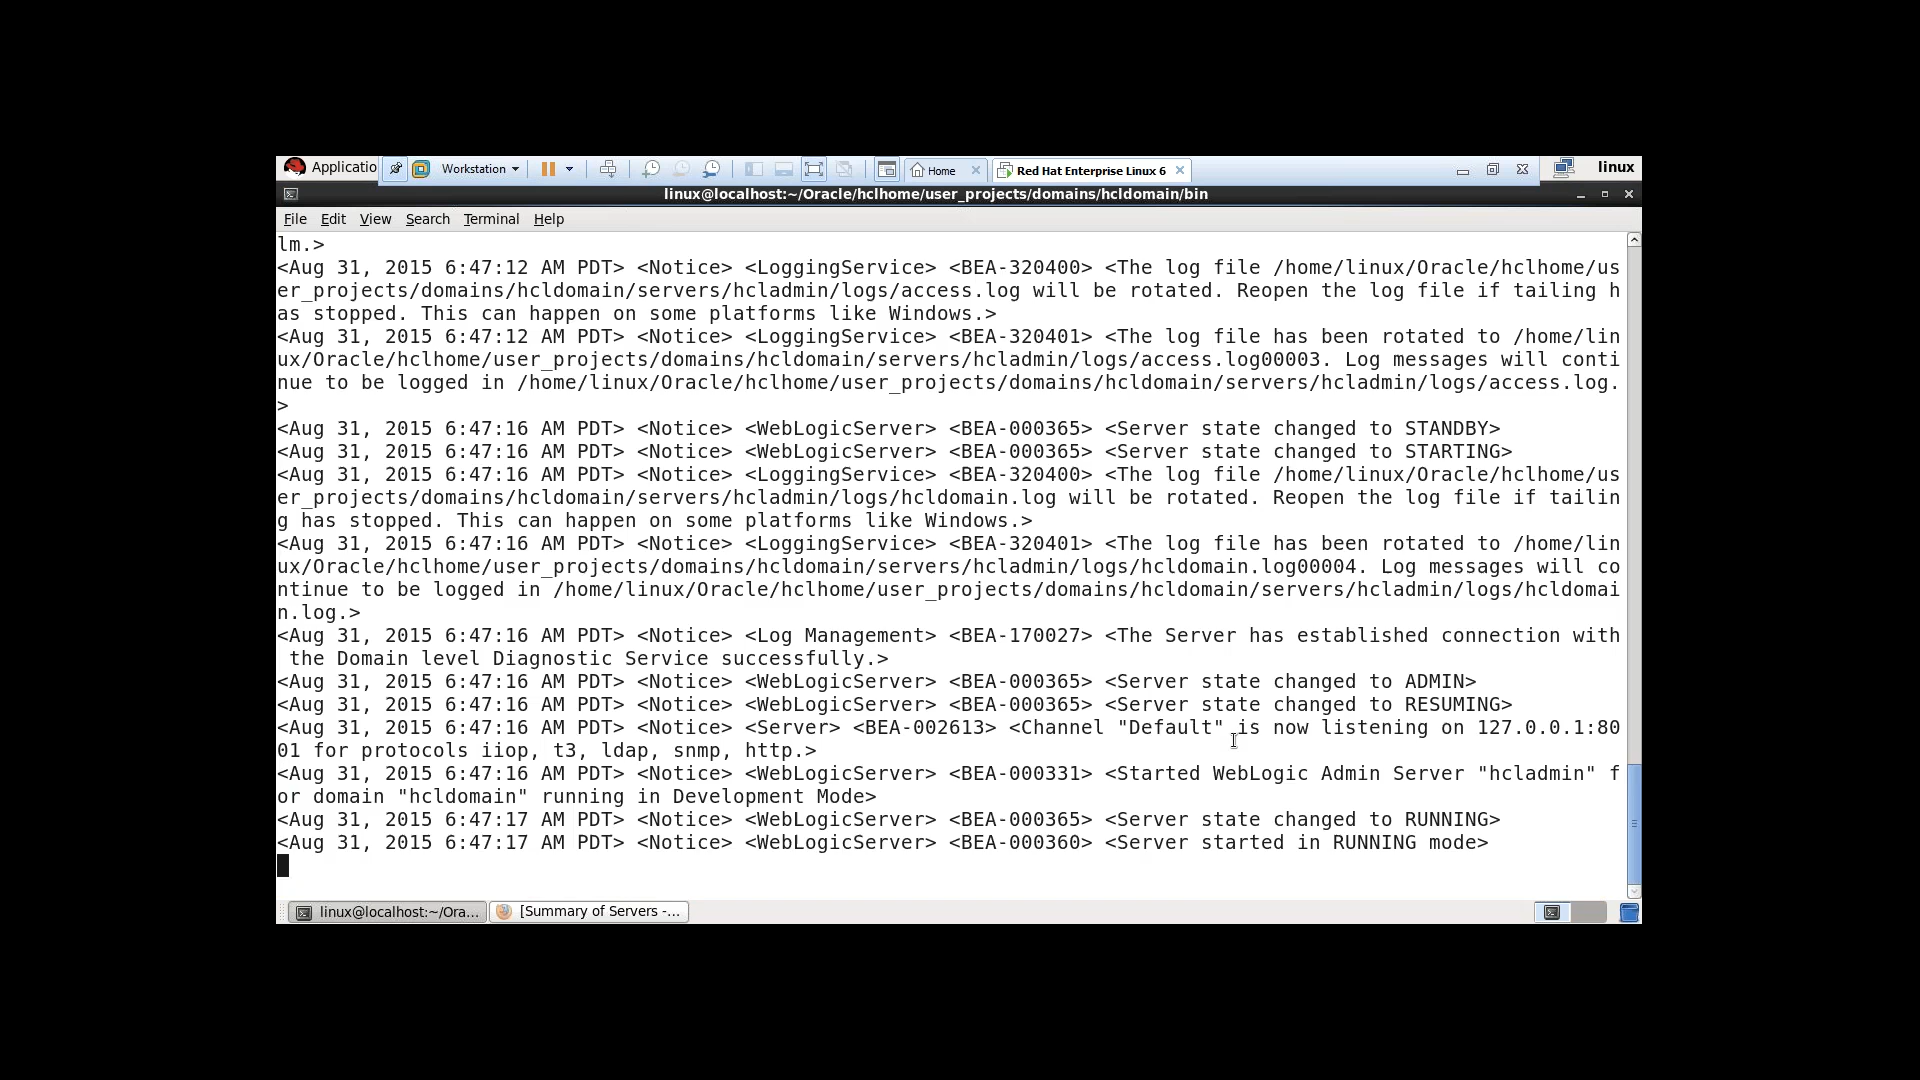 Applicatio
Workstation
Home
Red Hat Enterprise Linux 6
linux
linux@localhost:~/Oracle/hclhome/user_projects/domains/hcldomain/bin
File Edit View Search Terminal Help
lm.>
<Aug 31, 2015 6:47:12 AM PDT> <Notice> <LoggingService> <BEA-320400> <The log file /home/linux/Oracle/hclhome/us
er_projects/domains/hcldomain/servers/hcladmin/logs/access.log will be rotated. Reopen the log file if tailing h
as stopped. This can happen on some platforms like Windows.>
<Aug 31, 2015 6:47:12 AM PDT> <Notice> <LoggingService> <BEA-320401> <The log file has been rotated to /home/lin
ux/Oracle/hclhome/user_projects/domains/hcldomain/servers/hcladmin/logs/access.log00003. Log messages will conti
nue to be logged in /home/linux/Oracle/hclhome/user_projects/domains/hcldomain/servers/hcladmin/logs/access.log.
>
<Aug 31, 2015 6:47:16 AM PDT> <Notice> <WebLogicServer> <BEA-000365> <Server state changed to STANDBY>
<Aug 31, 2015 6:47:16 AM PDT> <Notice> <WebLogicServer> <BEA-000365> <Server state changed to STARTING>
<Aug 31, 2015 6:47:16 AM PDT> <Notice> <LoggingService> <BEA-320400> <The log file /home/linux/Oracle/hclhome/us
er_projects/domains/hcldomain/servers/hcladmin/logs/hcldomain.log will be rotated. Reopen the log file if tailin
g has stopped. This can happen on some platforms like Windows.>
<Aug 31, 2015 6:47:16 AM PDT> <Notice> <LoggingService> <BEA-320401> <The log file has been rotated to /home/lin
ux/Oracle/hclhome/user_projects/domains/hcldomain/servers/hcladmin/logs/hcldomain.log00004. Log messages will co
ntinue to be logged in /home/linux/Oracle/hclhome/user_projects/domains/hcldomain/servers/hcladmin/logs/hcldomai
n.log.>
<Aug 31, 2015 6:47:16 AM PDT> <Notice> <Log Management> <BEA-170027> <The Server has established connection with
the Domain level Diagnostic Service successfully.>
<Aug 31, 2015 6:47:16 AM PDT> <Notice> <WebLogicServer> <BEA-000365> <Server state changed to ADMIN>
<Aug 31, 2015 6:47:16 AM PDT> <Notice> <WebLogicServer> <BEA-000365> <Server state changed to RESUMING>
<Aug 31, 2015 6:47:16 AM PDT> <Notice> <Server> <BEA-002613> <Channel "Default" is now listening on 127.0.0.1:80
01 for protocols iiop, t3, ldap, snmp, http.>
<Aug 31, 2015 6:47:16 AM PDT> <Notice> <WebLogicServer> <BEA-000331> <Started WebLogic Admin Server "hcladmin" f
or domain "hcldomain" running in Development Mode>
<Aug 31, 2015 6:47:17 AM PDT> <Notice> <WebLogicServer> <BEA-000365> <Server state changed to RUNNING>
<Aug 31, 2015 6:47:17 AM PDT> <Notice> <WebLogicServer> <BEA-000360> <Server started in RUNNING mode>
linux@localhost:~/Ora...
[Summary of Servers -...